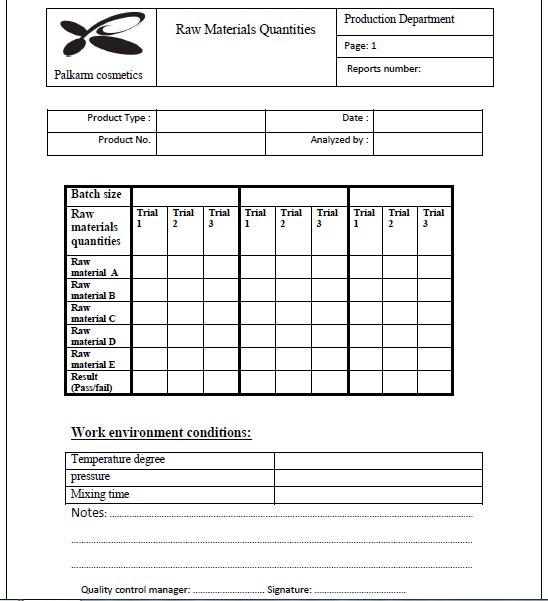 Palkarm cosmetics
Raw Materials Quantities
Production Department
Page: 1
Reports number:
Product Type :
Date :
Product No.
Analyzed by :
Batch size
Raw materials quantities
Trial 1 Trial 2 Trial 3 Trial 1 Trial 2 Trial 3 Trial 1 Trial 2 Trial 3
Raw material A
Raw material B
Raw material C
Raw material D
Raw material E
Result (Pass/fail)
Work environment conditions:
Temperature degree
pressure
Mixing time
Notes: ..........
Quality control manager: .......... Signature: ..........